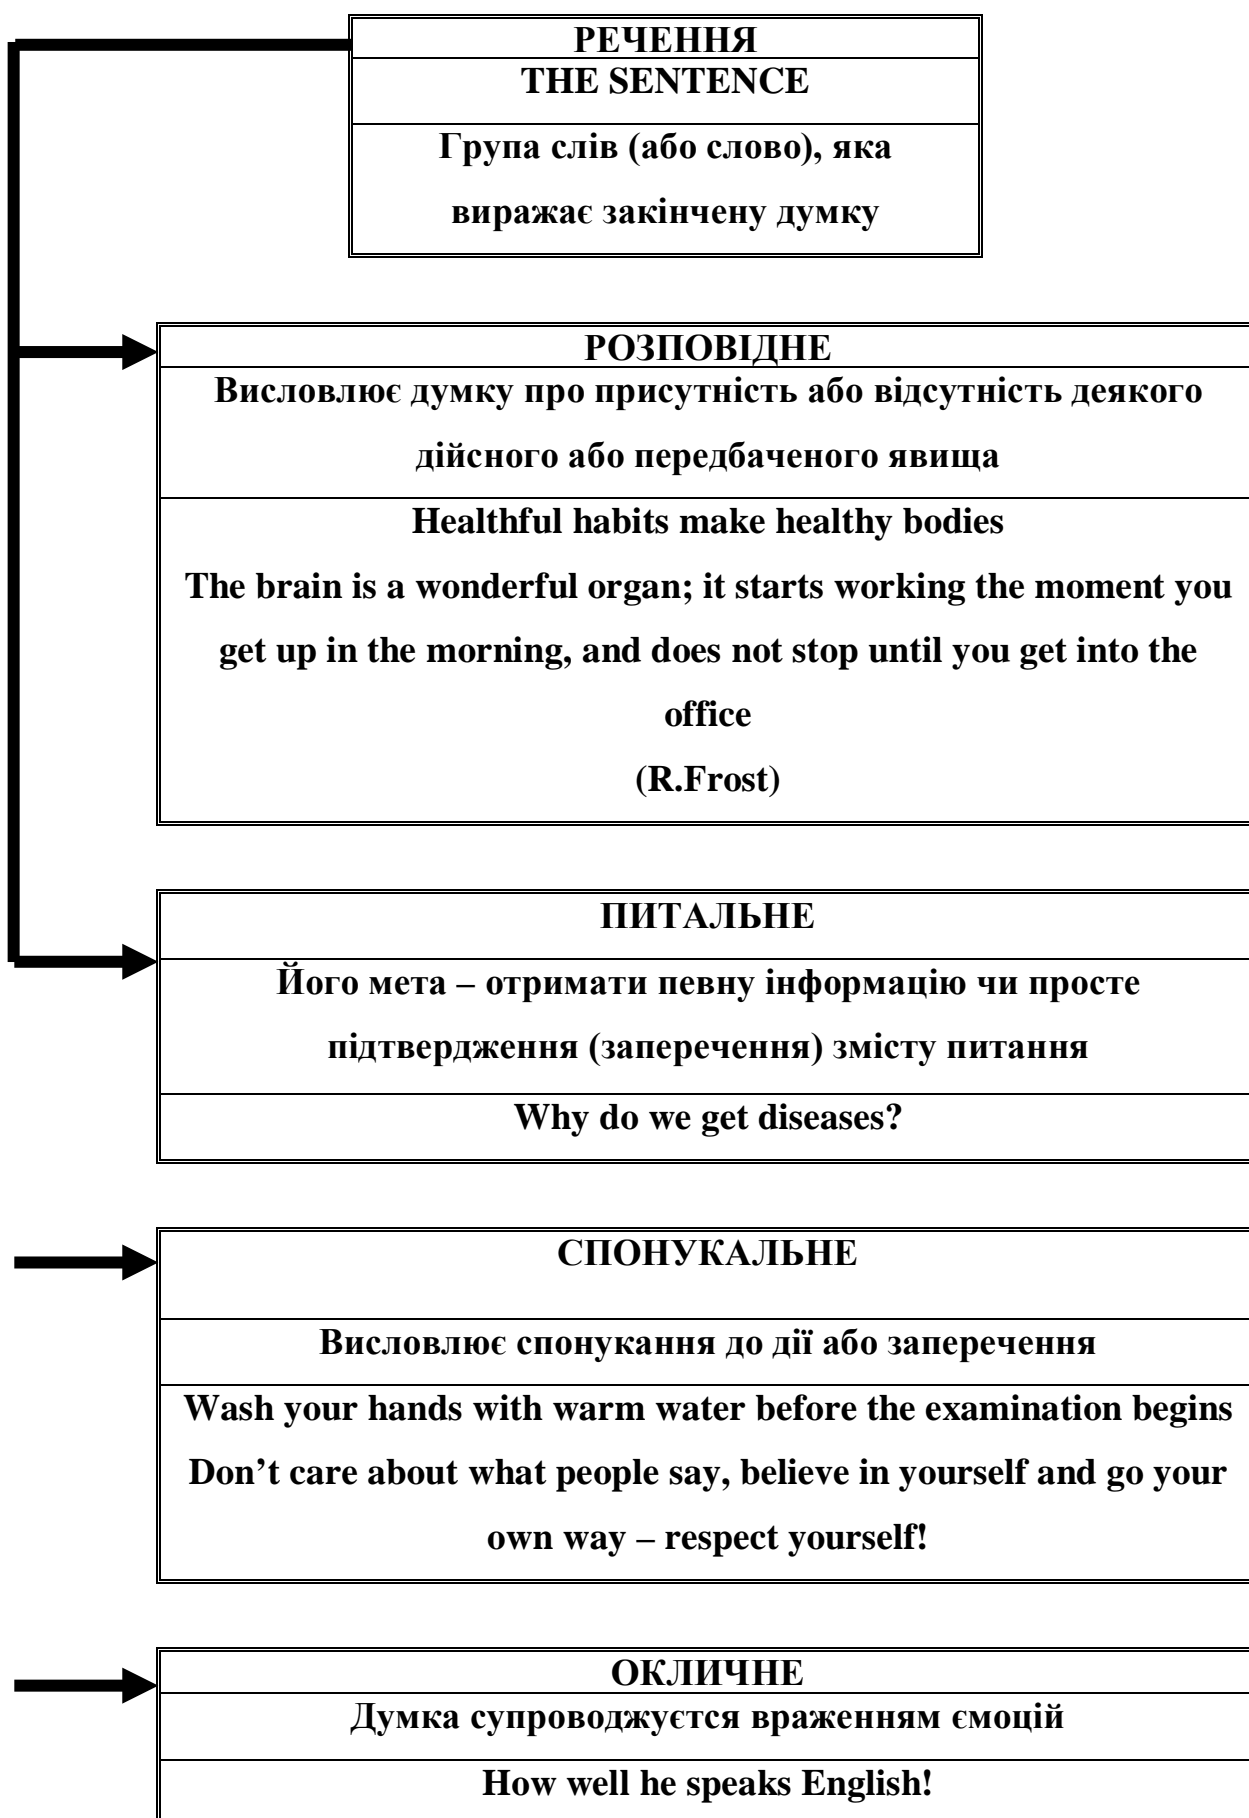 РЕЧЕННЯ
THE SENTENCE
Група слів (або слово), яка
виражає закінчену думку
РОЗПОВІДНЕ
Висловлює думку про присутність або відсутність деякого
дійсного або передбаченого явища
Healthful habits make healthy bodies
The brain is a wonderful organ; it starts working the moment you
get up in the morning, and does not stop until you get into the
office
(R.Frost)
ПИТАЛЬНЕ
Його мета – отримати певну інформацію чи просте
підтвердження (заперечення) змісту питання
Why do we get diseases?
СПОНУКАЛЬНЕ
Висловлює спонукання до дії або заперечення
Wash your hands with warm water before the examination begins
Don’t care about what people say, believe in yourself and go your
own way – respect yourself!
ОКЛИЧНЕ
Думка супроводжуєтся враженням ємоцій
How well he speaks English!